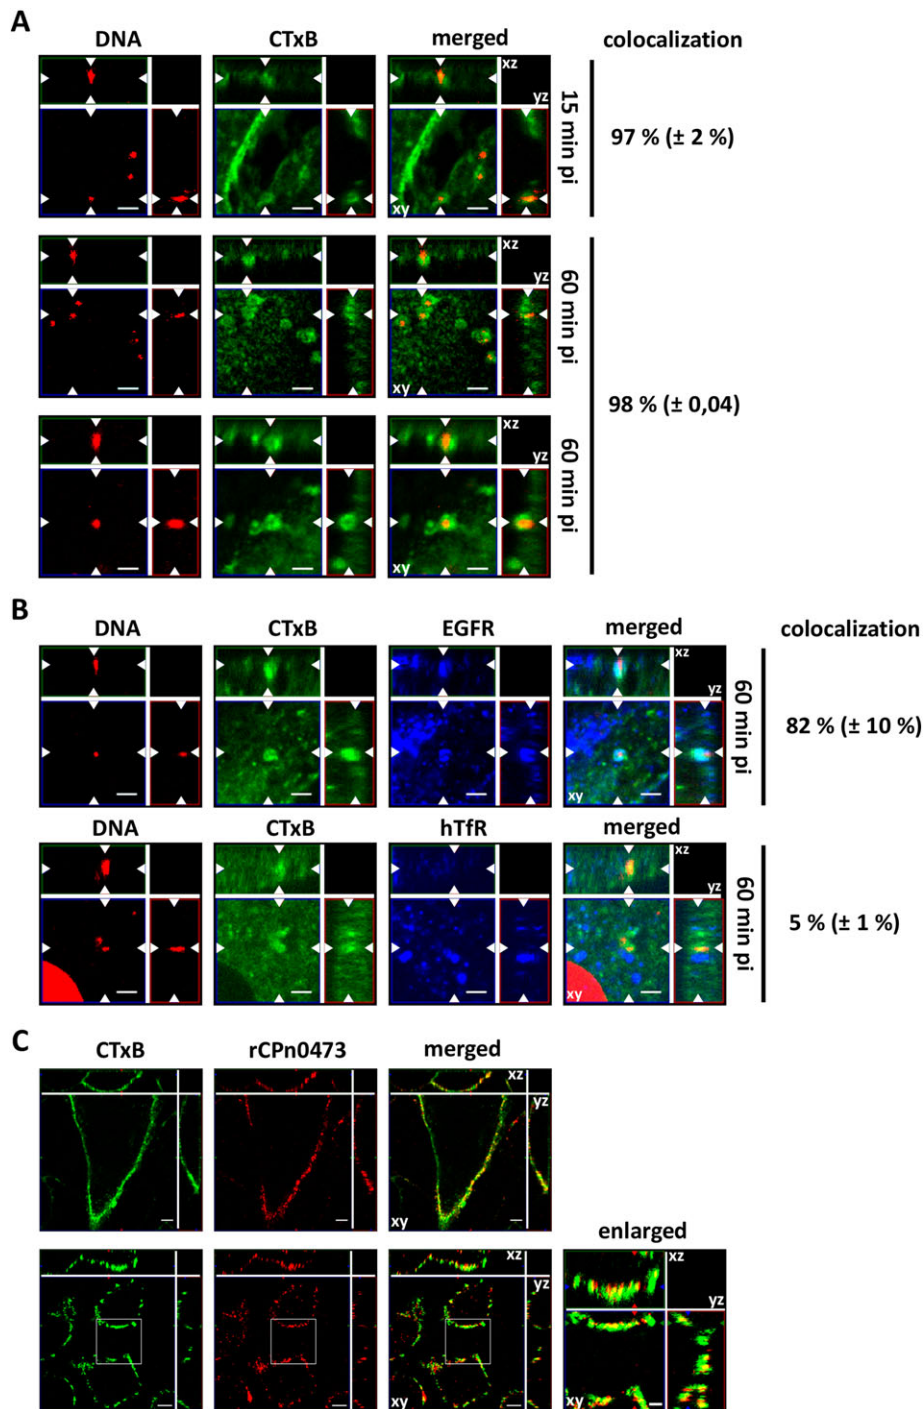 A
DNA CTxB merged colocalization
xz
yz
xy
15 min pi
97 % (± 2 %)
xz
yz
xy
60 min pi
98 % (± 0,04)
xz
yz
xy
60 min pi
B
DNA CTxB EGFR merged colocalization
xz
yz
xy
60 min pi
82 % (± 10 %)
DNA CTxB hTfR merged
xz
yz
xy
60 min pi
5 % (± 1 %)
C
CTxB rCPn0473 merged
xz
yz
xy
enlarged
xz
yz
xy
xz
yz
xy